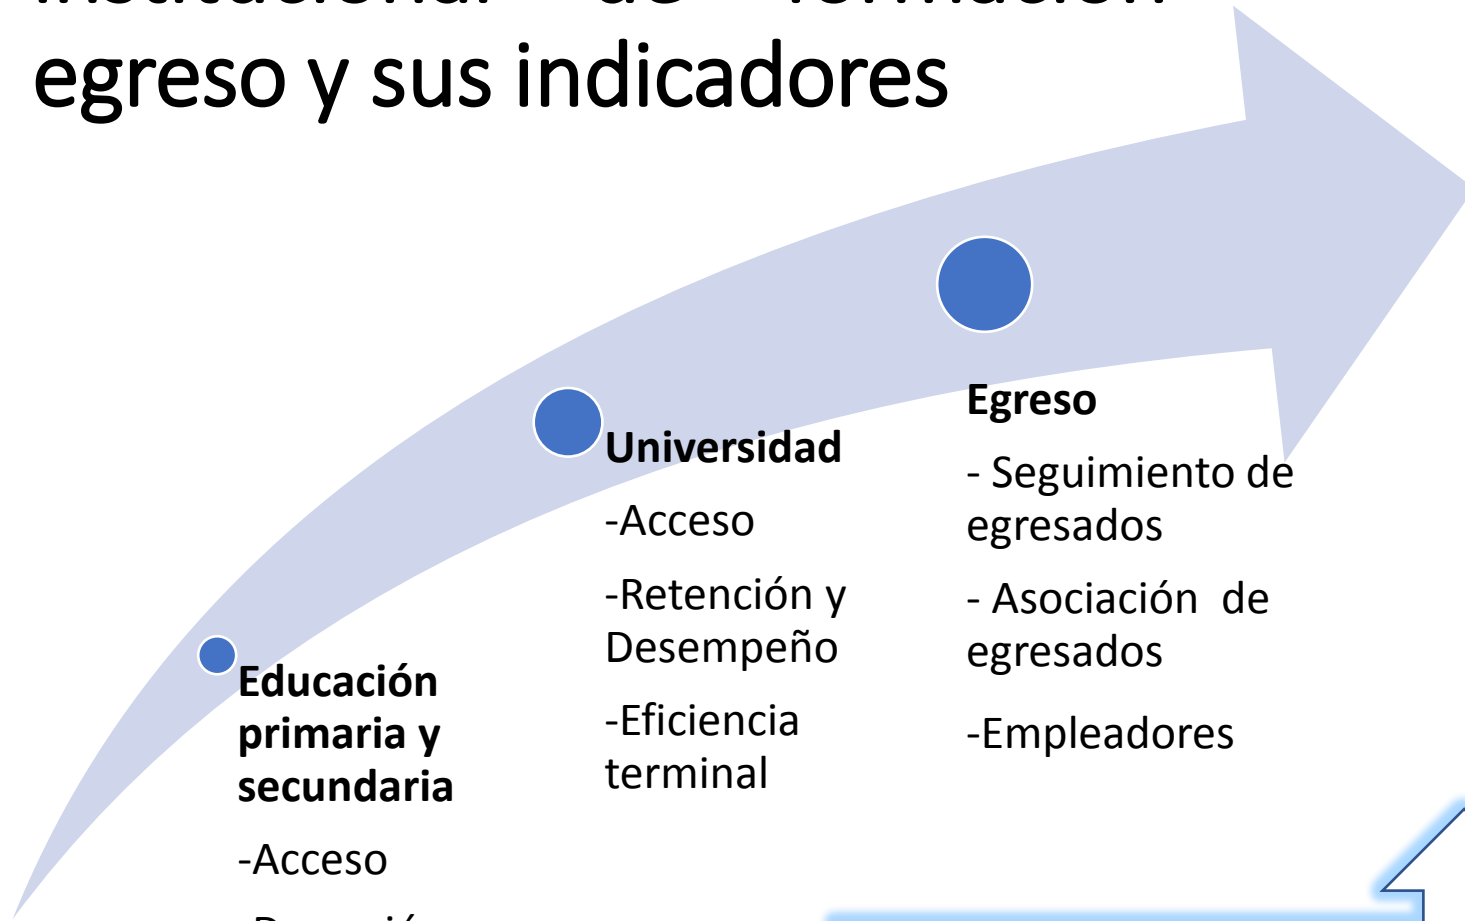 egreso y sus indicadores
Egreso
- Seguimiento de
egresados
- Asociación de
egresados
-Empleadores
Universidad
-Acceso
-Retención y
Desempeño
-Eficiencia
terminal
Educación
primaria y
secundaria
-Acceso